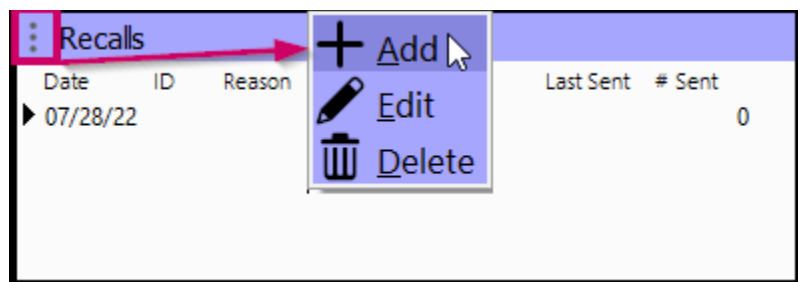 Recalls
Add
Date ID Reason Last Sent # Sent
07/28/22 0
Edit
Delete